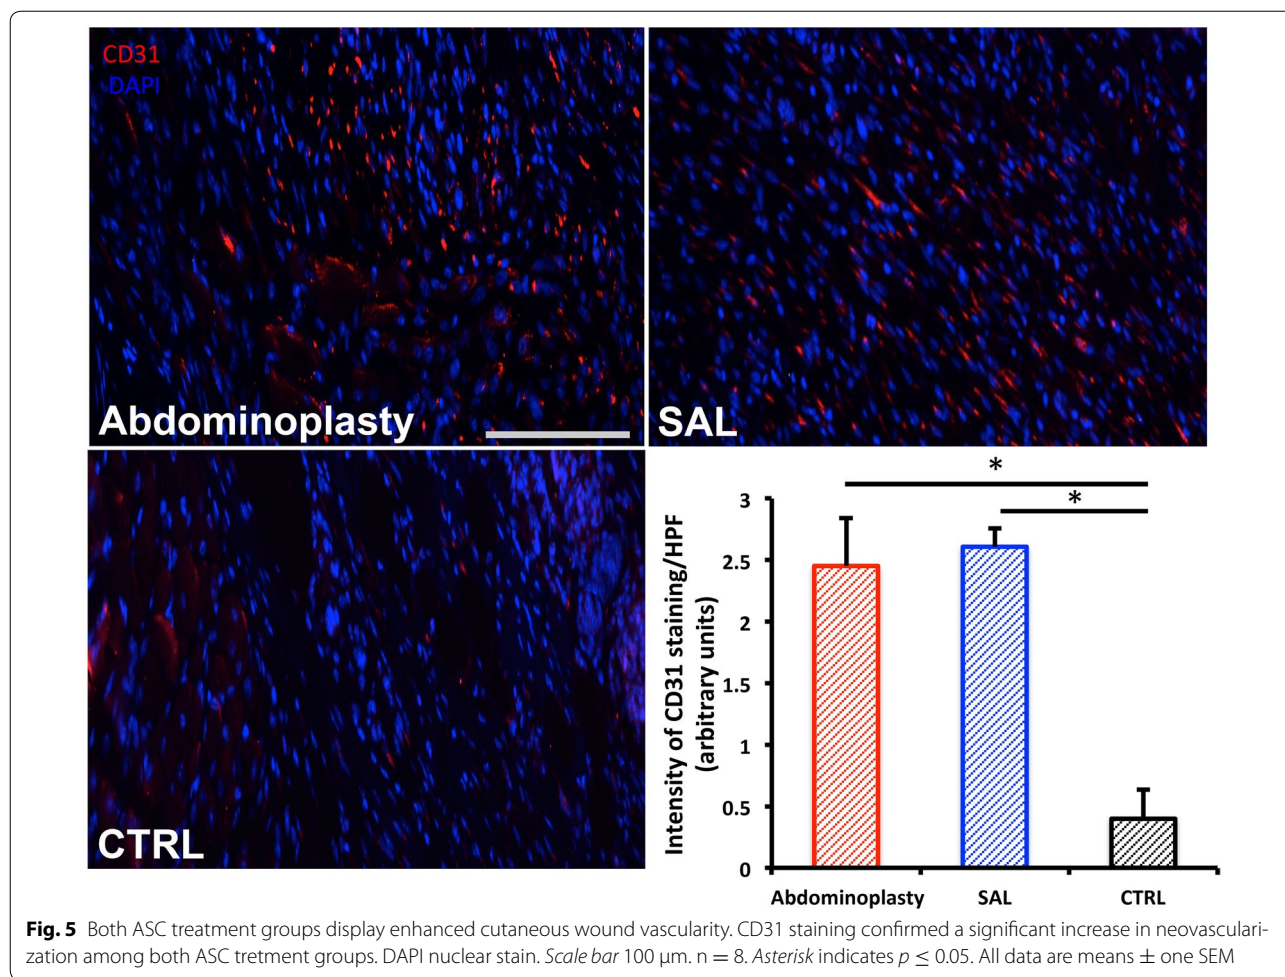 CD31
DAPI
Abdominoplasty
SAL
CTRL
*
*
Intensity of CD31 staining/HPF
(arbitrary units)
3
2.5
2
1.5
1
0.5
0
Abdominoplasty SAL CTRL
Fig. 5 Both ASC treatment groups display enhanced cutaneous wound vascularity. CD31 staining confirmed a significant increase in neovasculari-
zation among both ASC tretment groups. DAPI nuclear stain. Scale bar 100 μm. n = 8. Asterisk indicates p ≤ 0.05. All data are means ± one SEM